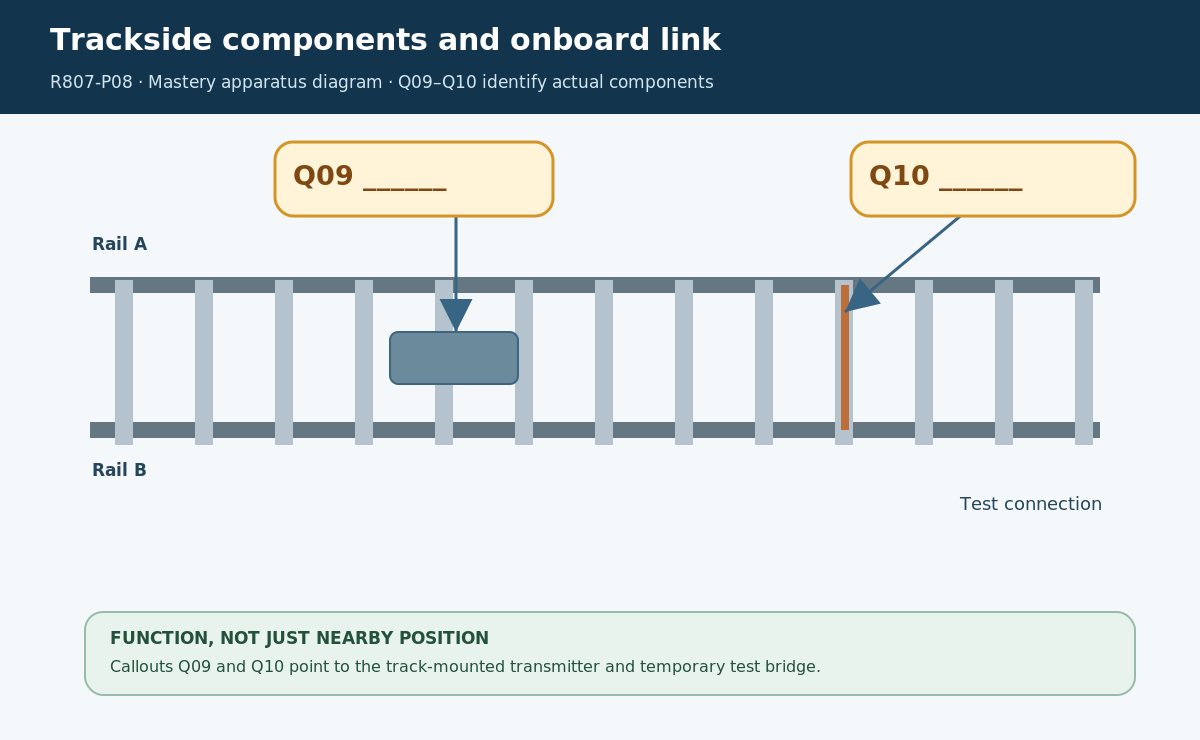 Trackside components and onboard link
R807-P08 · Mastery apparatus diagram · Q09–Q10 identify actual components
Q09 ______
Q10 ______
Rail A
Rail B
Test connection
FUNCTION, NOT JUST NEARBY POSITION
Callouts Q09 and Q10 point to the track-mounted transmitter and temporary test bridge.